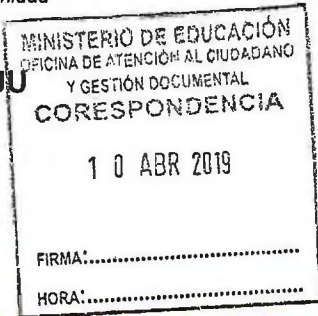 MINISTERIO DE EDUCACIÓN
OFICINA DE ATENCIÓN AL CIUDADANO
Y GESTIÓN DOCUMENTAL
CORESPONDENCIA
1 0 ABR 2019
FIRMA:
HORA: